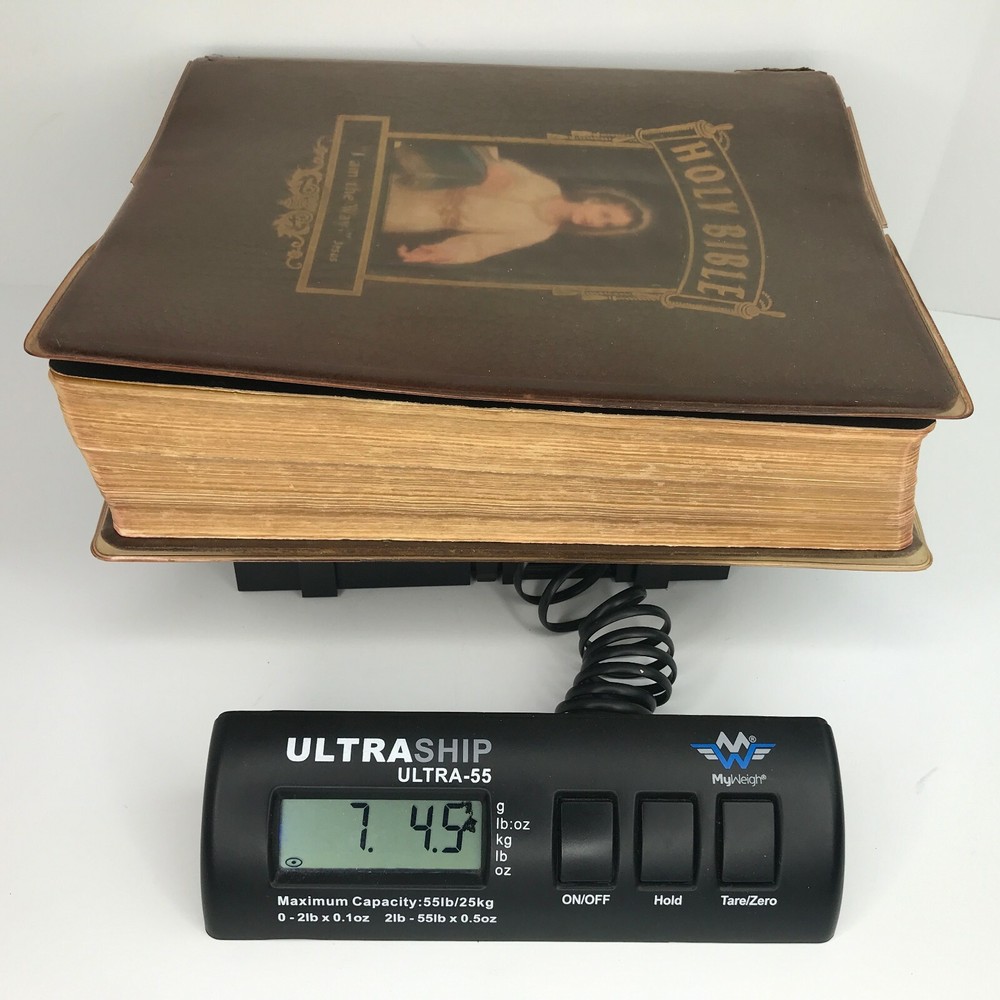 HOLY BIBLE
"I am the Way" Jesus
ULTRASHIP
ULTRA-55
MW®
MyWeigh®
7. 4.5
g
lb:oz
kg
lb
oz
ON/OFF
Hold
Tare/Zero
Maximum Capacity:55lb/25kg
0 - 2lb x 0.1oz 2lb - 55lb x 0.5oz